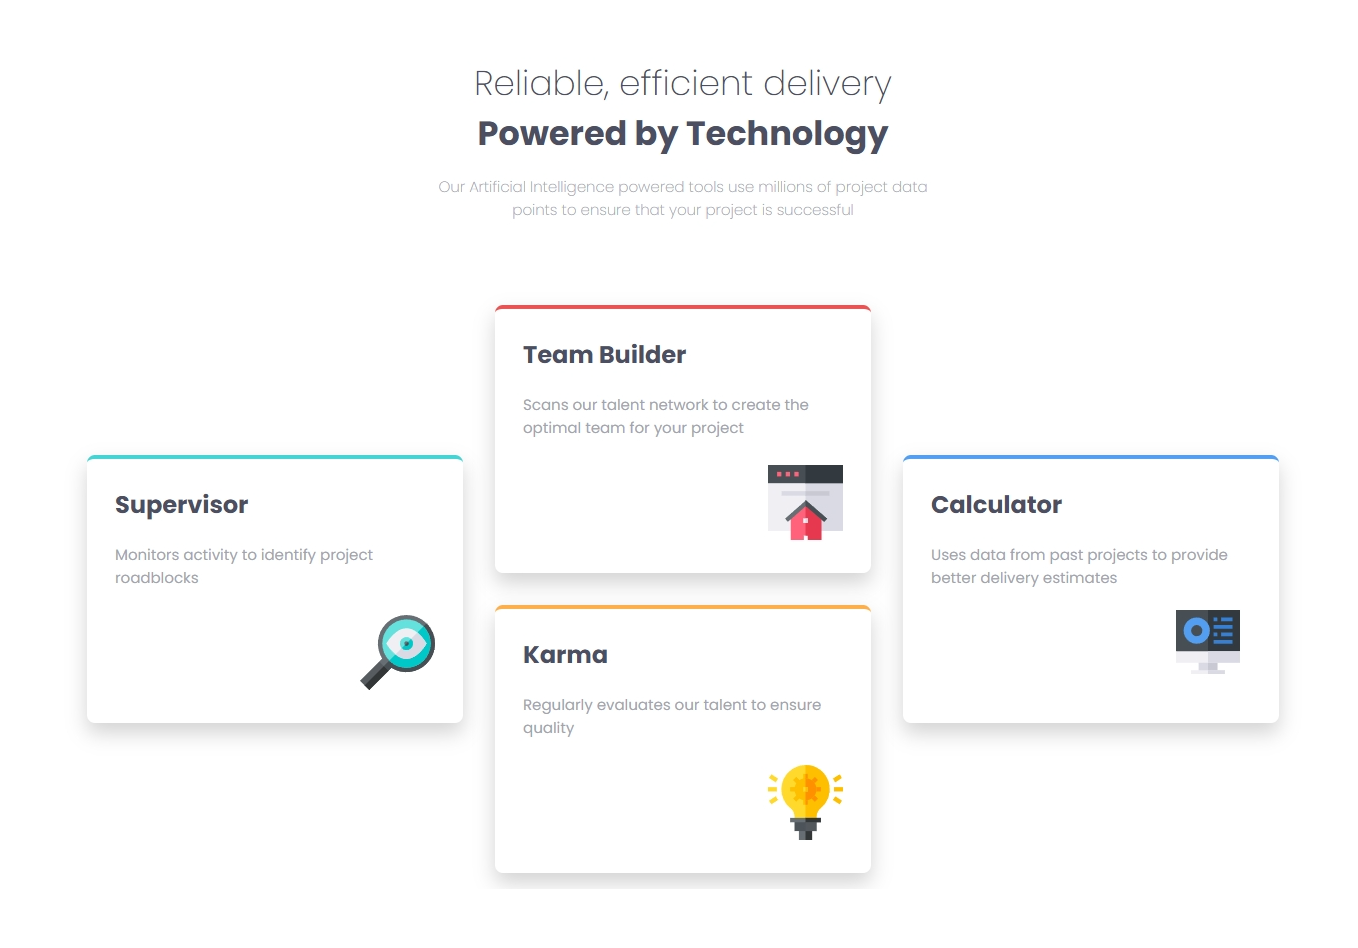 Reliable, efficient delivery
Powered by Technology
Our Artificial Intelligence powered tools use millions of project data
points to ensure that your project is successful
Team Builder
Scans our talent network to create the
optimal team for your project
Supervisor
Monitors activity to identify project
roadblocks
Calculator
Uses data from past projects to provide
better delivery estimates
Karma
Regularly evaluates our talent to ensure
quality